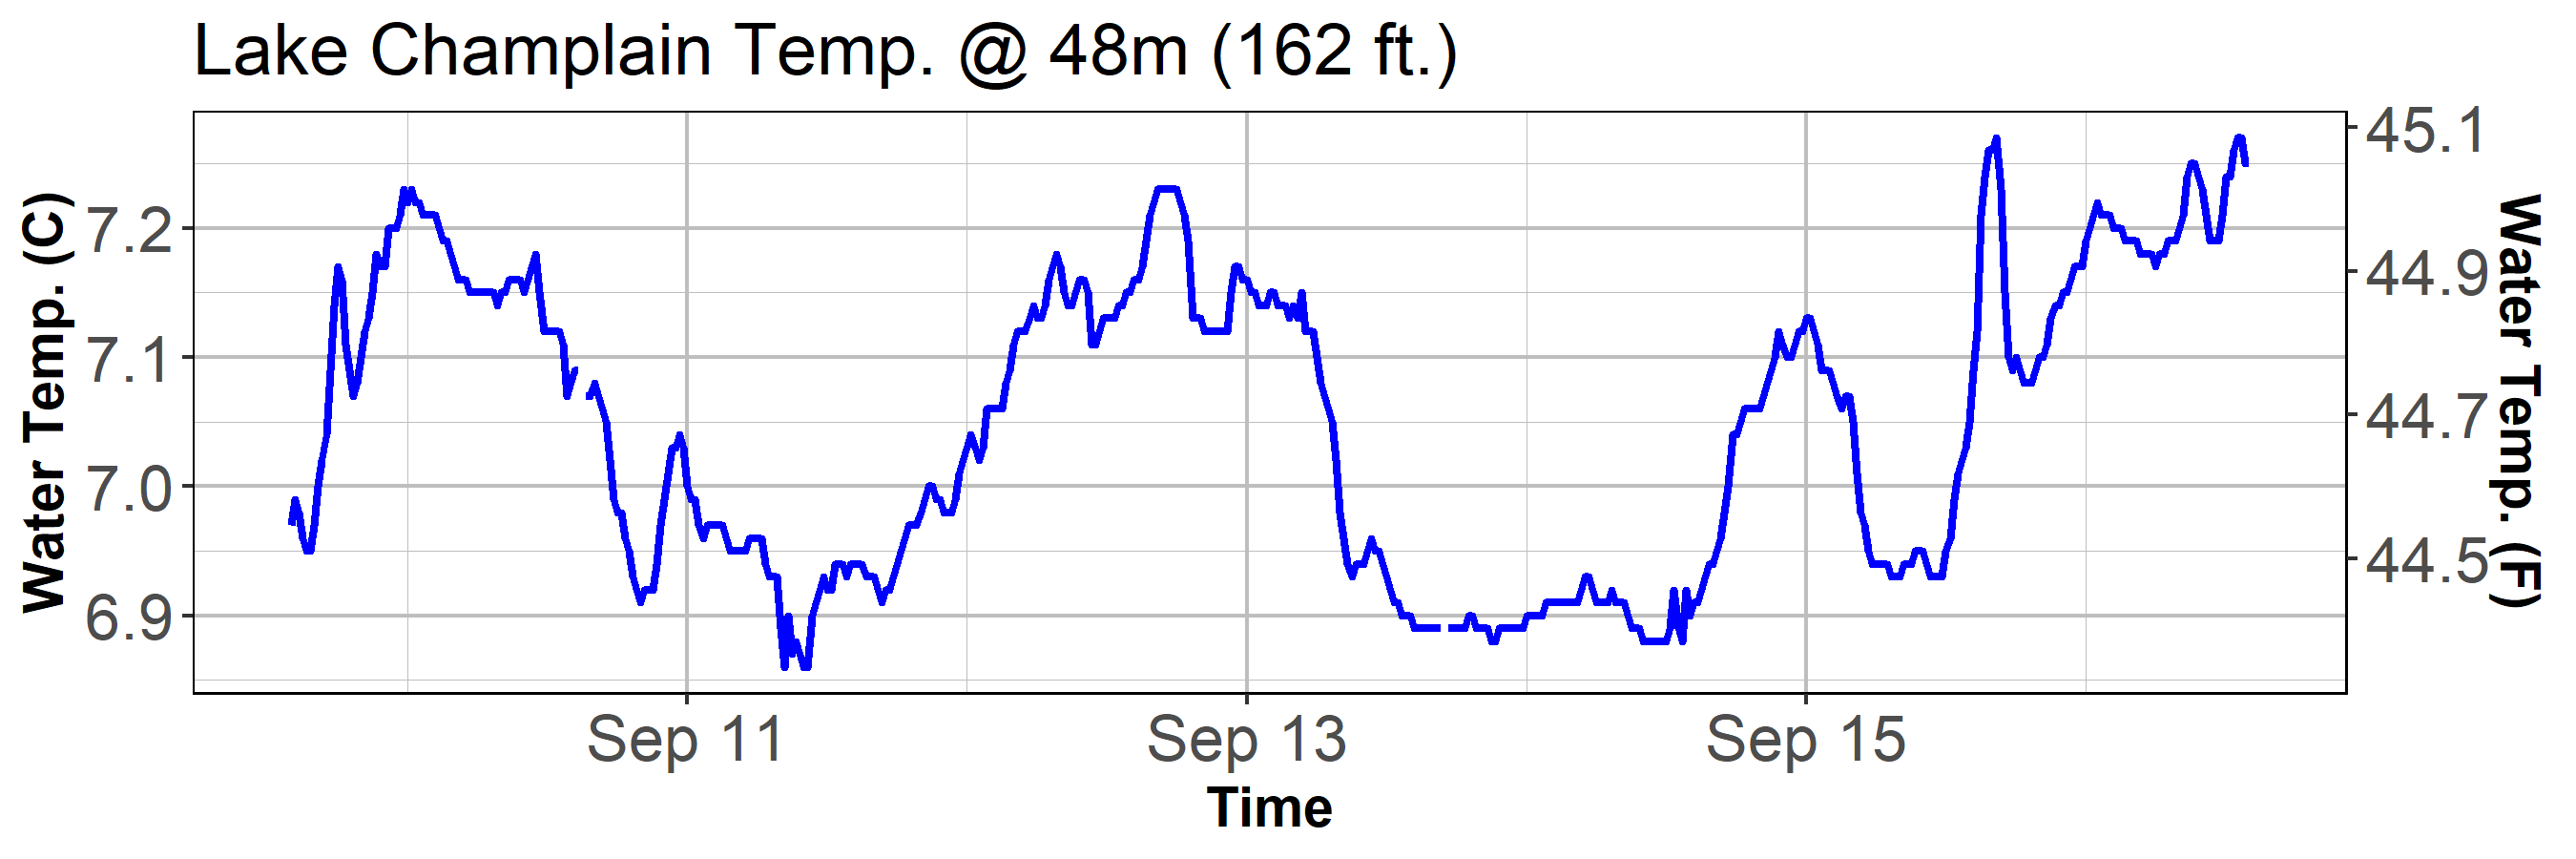 Lake Champlain Temp. @ 48m (162 ft.)
Water Temp. (C)
7.2
7.1
7.0
6.9
45.1
44.9
44.7
44.5
Water Temp. (F)
Sep 11
Sep 13
Sep 15
Time